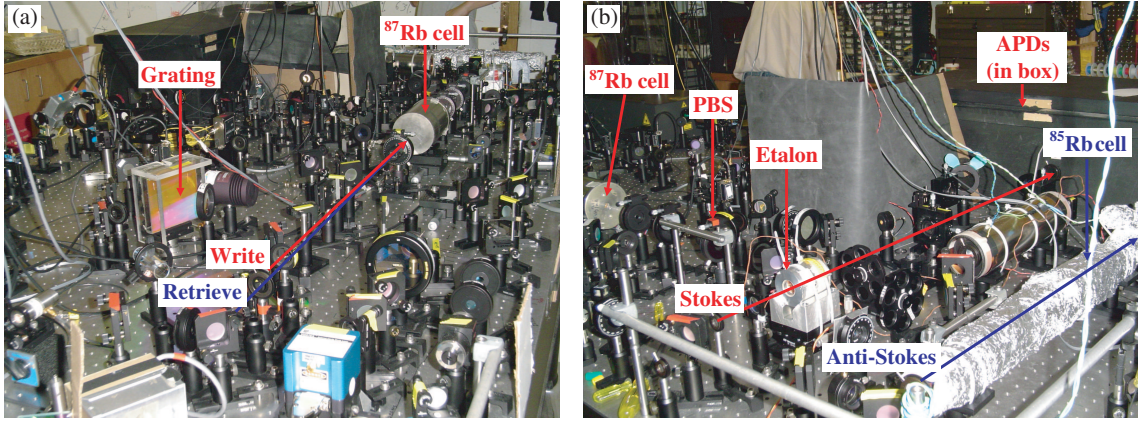 (a)
⁸⁷Rb cell
Grating
Write
Retrieve
(b)
APDs
(in box)
⁸⁷Rb cell
PBS
⁸⁵Rb cell
Etalon
Stokes
Anti-Stokes